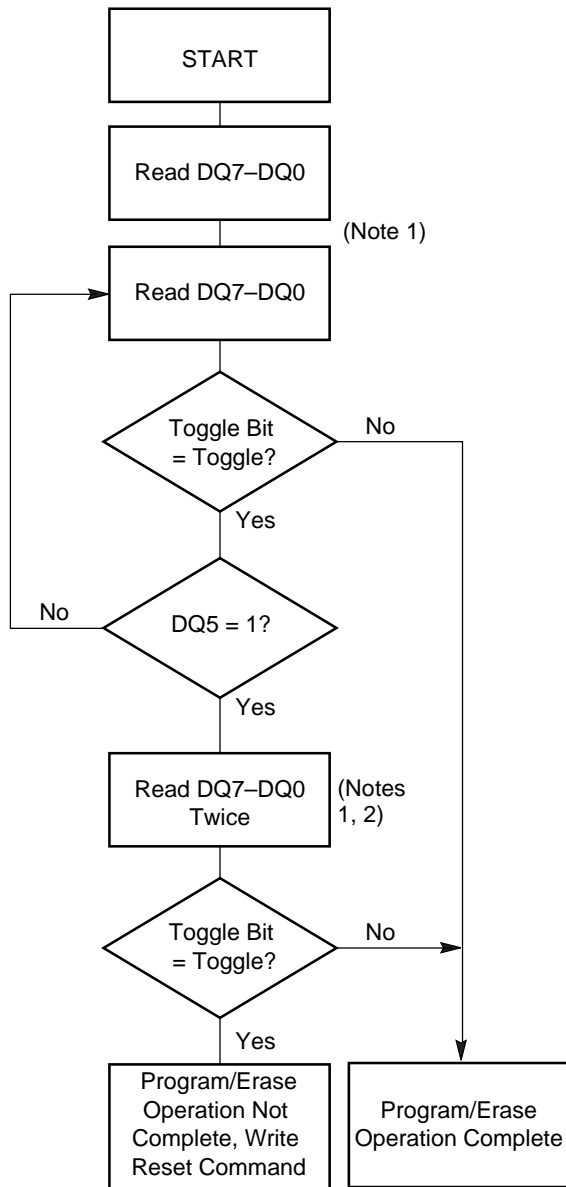 START
Read DQ7–DQ0
(Note 1)
Read DQ7–DQ0
Toggle Bit
= Toggle?
No
Yes
No
DQ5 = 1?
Yes
Read DQ7–DQ0
Twice
(Notes
1, 2)
Toggle Bit
= Toggle?
No
Yes
Program/Erase
Operation Not
Complete, Write
Reset Command
Program/Erase
Operation Complete